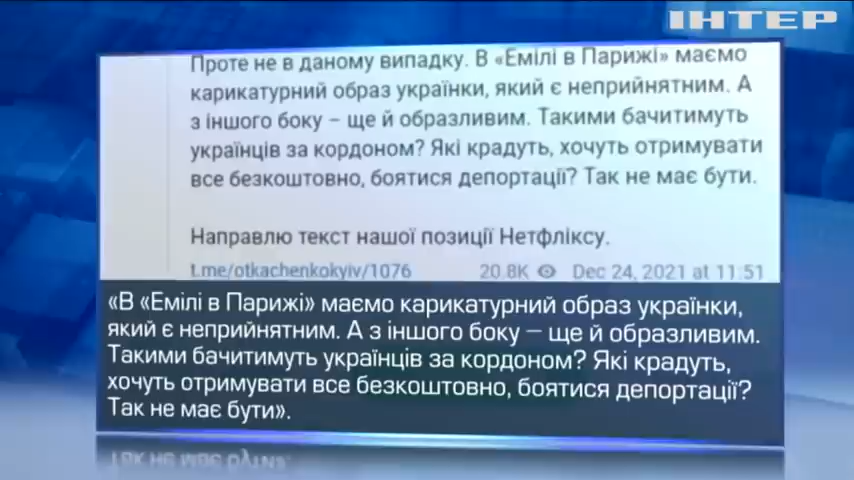 ІНТЕР
Проте не в даному випадку. В «Емілі в Парижі» маємо
карикатурний образ українки, який є неприйнятним. А
з іншого боку – ще й образливим. Такими бачитимуть
українців за кордоном? Які крадуть, хочуть отримувати
все безкоштовно, боятися депортації? Так не має бути.
Направлю текст нашої позиції Нетфліксу.
t.me/otkachenkokyiv/1076 20.8K Dec 24, 2021 at 11:51
«В «Емілі в Парижі» маємо карикатурний образ українки,
який є неприйнятним. А з іншого боку – ще й образливим.
Такими бачитимуть українців за кордоном? Які крадуть,
хочуть отримувати все безкоштовно, боятися депортації?
Так не має бути».